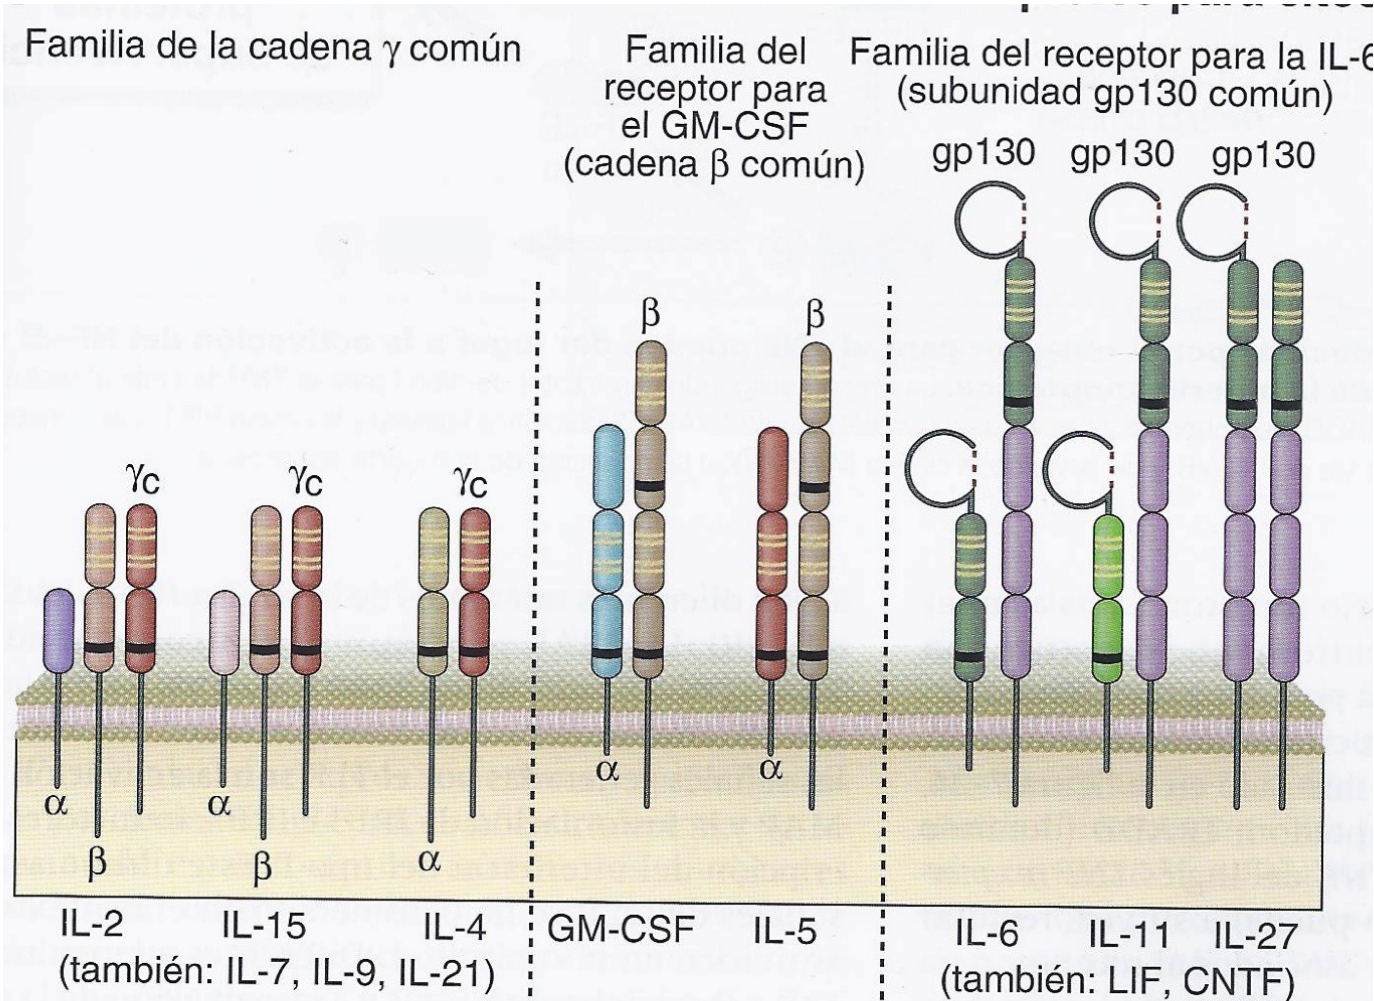 Familia de la cadena γ común
Familia del
receptor para
el GM-CSF
(cadena β común)
Familia del receptor para la IL-6
(subunidad gp130 común)
gp130 gp130 gp130
β β
γc γc γc
α α
α α
β β α
IL-2 IL-15 IL-4
(también: IL-7, IL-9, IL-21)
GM-CSF IL-5
IL-6 IL-11 IL-27
(también: LIF, CNTF)